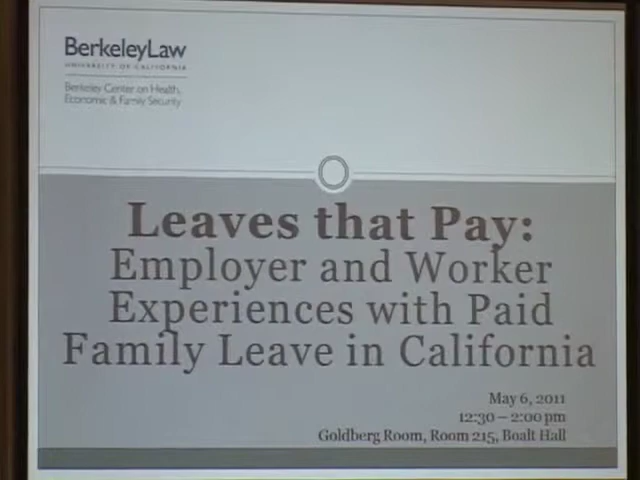 BerkeleyLaw
UNIVERSITY OF CALIFORNIA
Berkeley Center on Health,
Economic & Family Security
Leaves that Pay:
Employer and Worker
Experiences with Paid
Family Leave in California
May 6, 2011
12:30 – 2:00 pm
Goldberg Room, Room 215, Boalt Hall